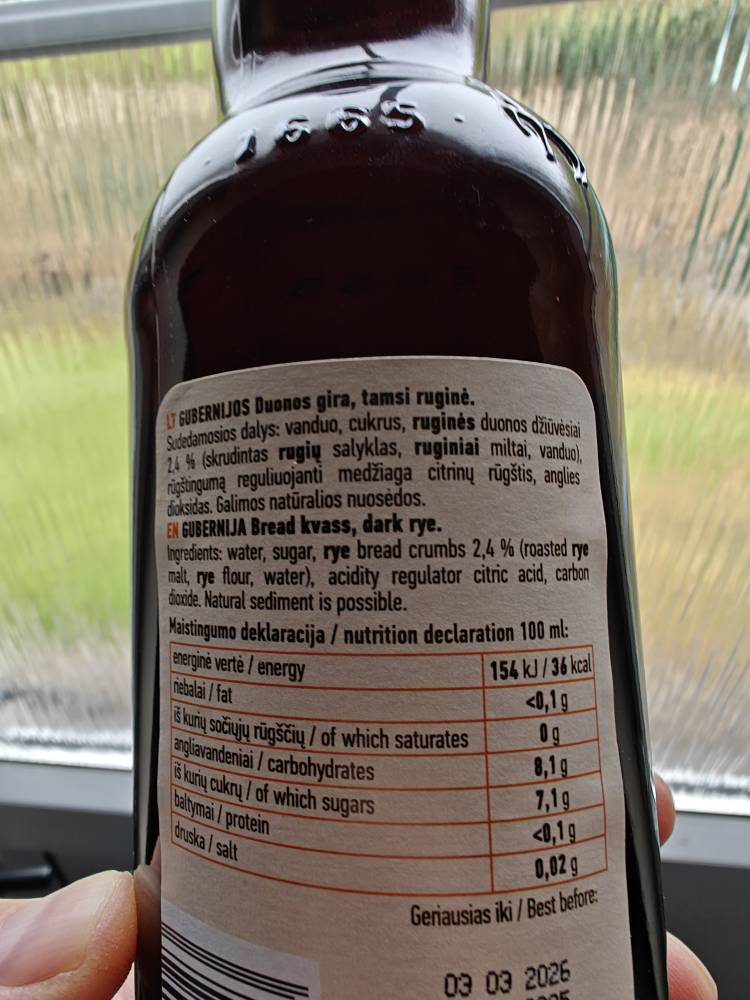 1665 ·
LT GUBERNIJOS Duonos gira, tamsi ruginė.
Sudedamosios dalys: vanduo, cukrus, ruginės duonos džiūvėsiai
2,4 % (skrudintas rugių salyklas, ruginiai miltai, vanduo),
rūgštingumą reguliuojanti medžiaga citrinų rūgštis, anglies
dioksidas. Galimos natūralios nuosėdos.
EN GUBERNIJA Bread kvass, dark rye.
Ingredients: water, sugar, rye bread crumbs 2,4 % (roasted rye
malt, rye flour, water), acidity regulator citric acid, carbon
dioxide. Natural sediment is possible.
Maistingumo deklaracija / nutrition declaration 100 ml:
energinė vertė / energy 154 kJ / 36 kcal
riebalai / fat <0,1 g
iš kurių sočiųjų rūgščių / of which saturates 0 g
angliavandeniai / carbohydrates 8,1 g
iš kurių cukrų / of which sugars 7,1 g
baltymai / protein <0,1 g
druska / salt 0,02 g
Geriausias iki / Best before:
03 03 2026